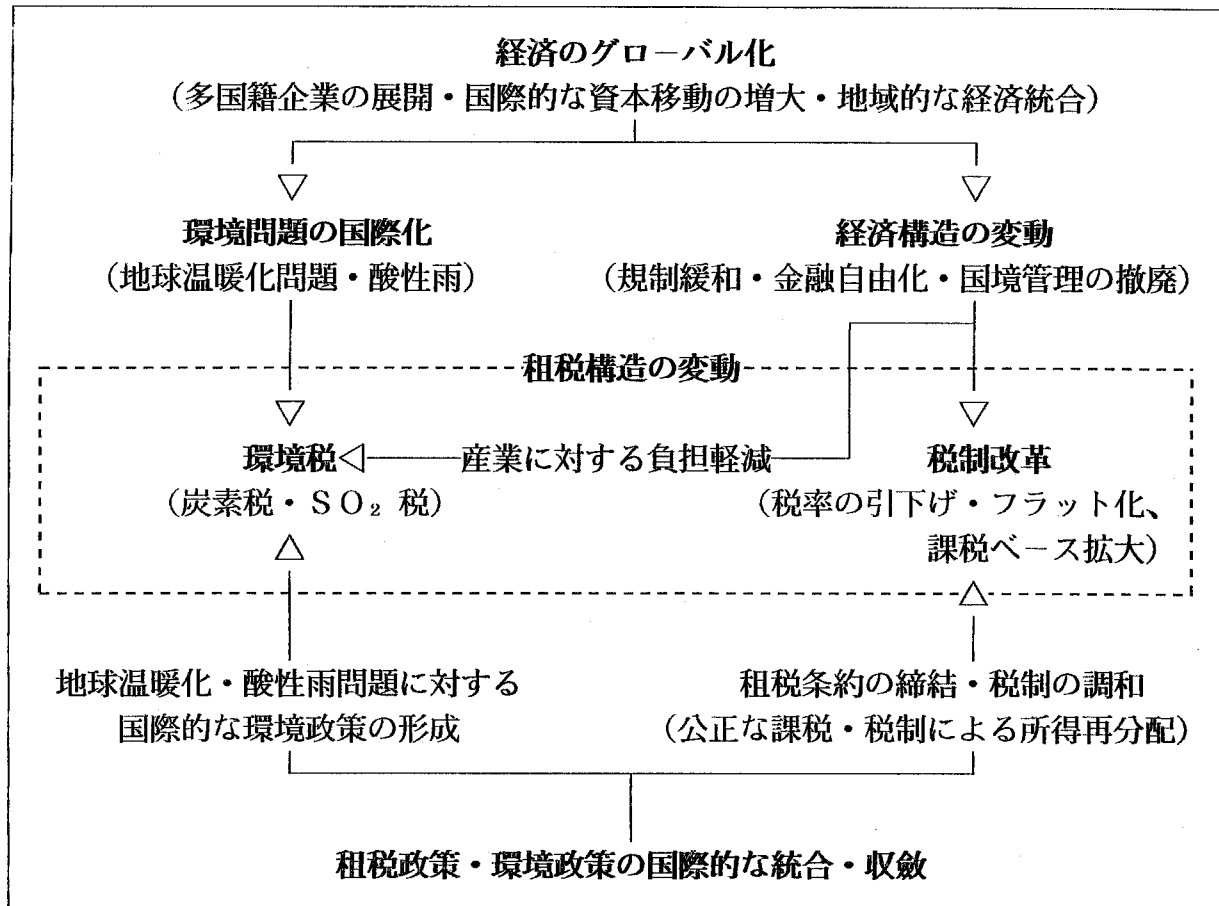 経済のグローバル化
(多国籍企業の展開・国際的な資本移動の増大・地域的な経済統合)
環境問題の国際化
(地球温暖化問題・酸性雨)
経済構造の変動
(規制緩和・金融自由化・国境管理の撤廃)
租税構造の変動
環境税
産業に対する負担軽減
税制改革
(炭素税・SO₂ 税)
(税率の引下げ・フラット化、
課税ベース拡大)
地球温暖化・酸性雨問題に対する
国際的な環境政策の形成
租税条約の締結・税制の調和
(公正な課税・税制による所得再分配)
租税政策・環境政策の国際的な統合・収斂